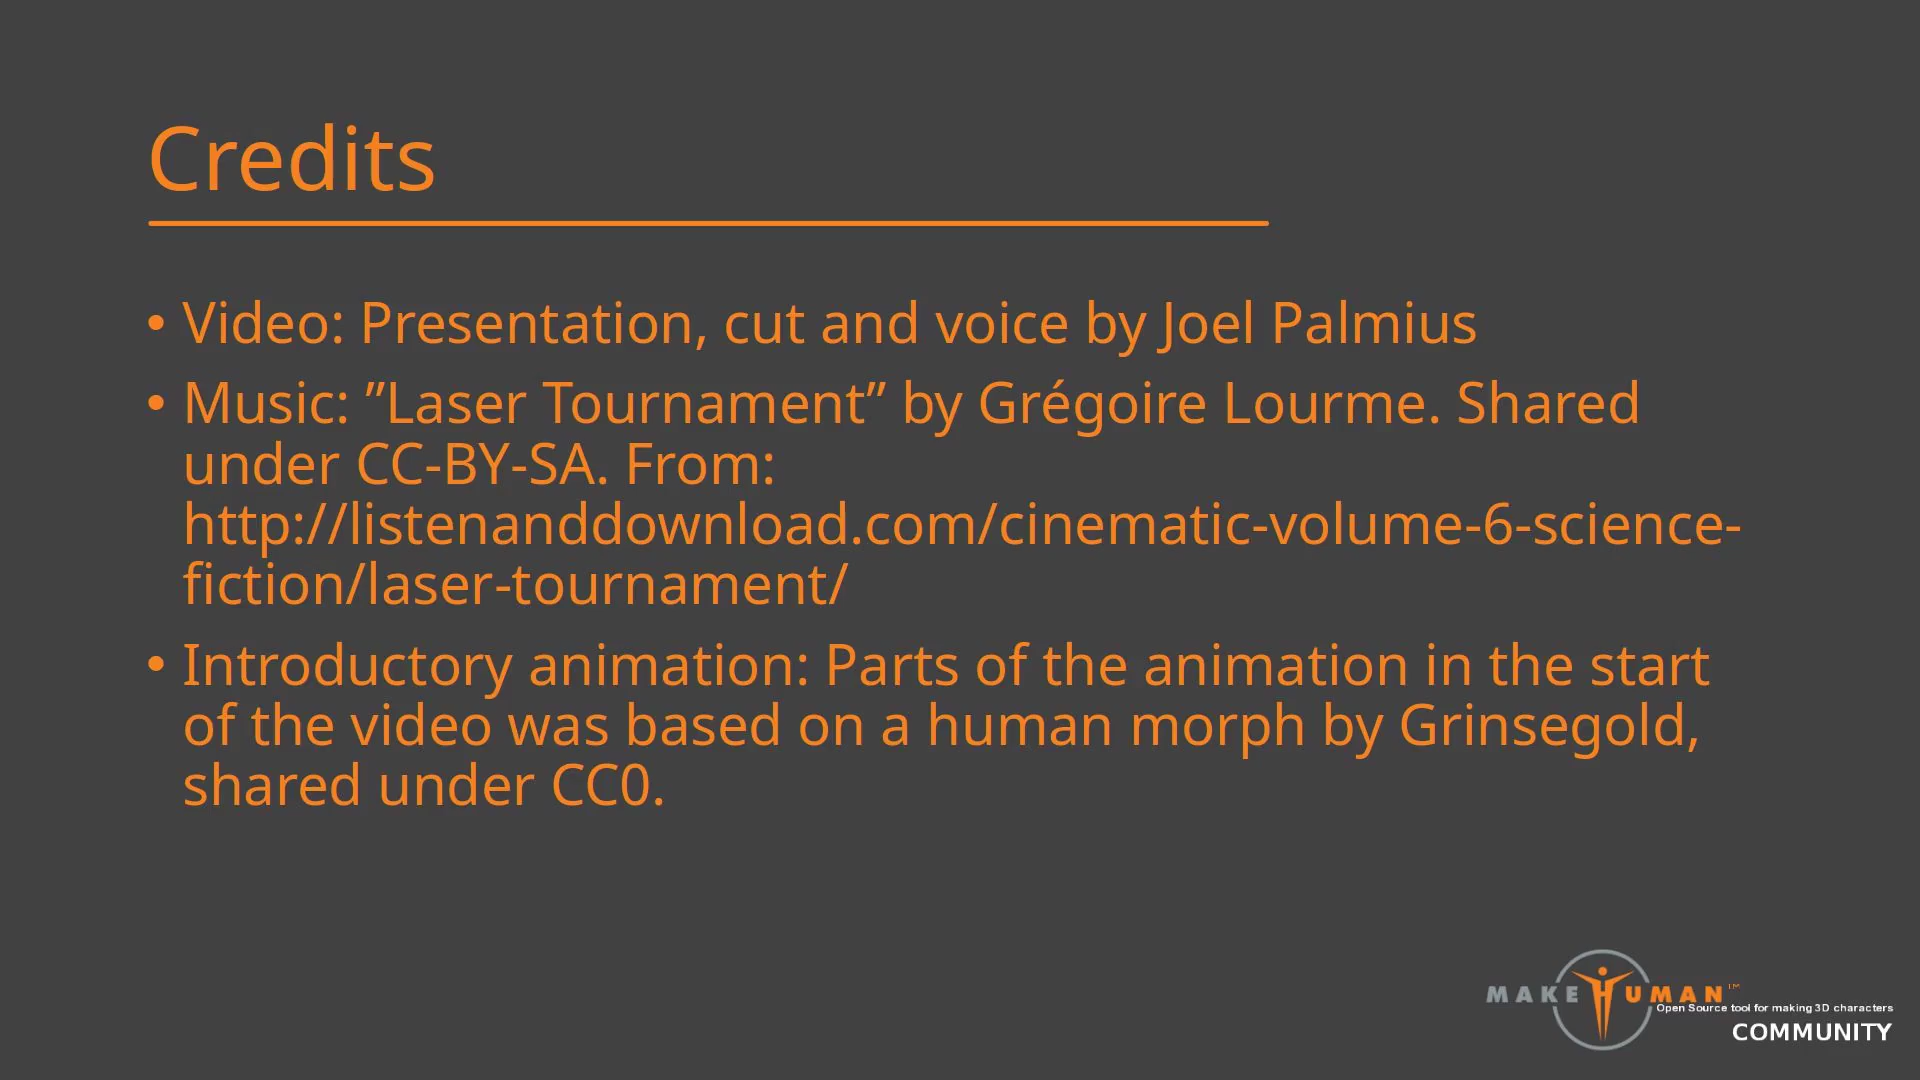 Credits
• Video: Presentation, cut and voice by Joel Palmius
• Music: ”Laser Tournament” by Grégoire Lourme. Shared
under CC-BY-SA. From:
http://listenanddownload.com/cinematic-volume-6-science-
fiction/laser-tournament/
• Introductory animation: Parts of the animation in the start
of the video was based on a human morph by Grinsegold,
shared under CC0.
MAKEHUMAN™
Open Source tool for making 3D characters
COMMUNITY